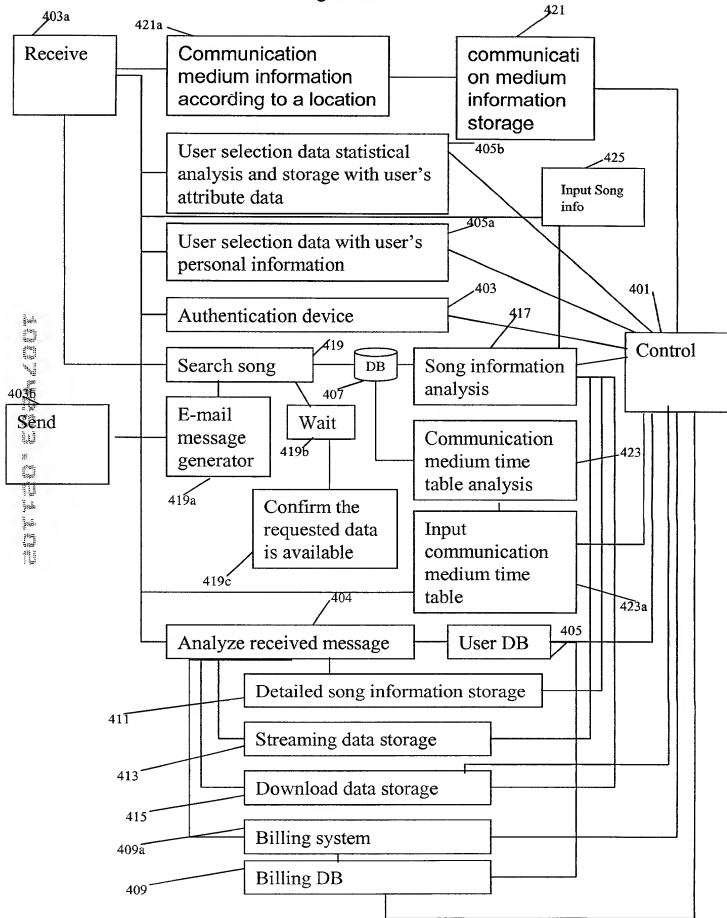 403a
421a
421
Receive
Communication
medium information
according to a location
communicati
on medium
information
storage
User selection data statistical
analysis and storage with user's
attribute data
405b
425
Input Song
info
User selection data with user's
personal information
405a
Authentication device
403
417
401
Control
Search song
419
DB
407
Song information
analysis
403b
Send
E-mail
message
generator
419a
Wait
419b
Communication
medium time
table analysis
423
Confirm the
requested data
is available
419c
Input
communication
medium time
table
423a
404
Analyze received message
User DB
405
Detailed song information storage
411
Streaming data storage
413
Download data storage
415
Billing system
409a
Billing DB
409